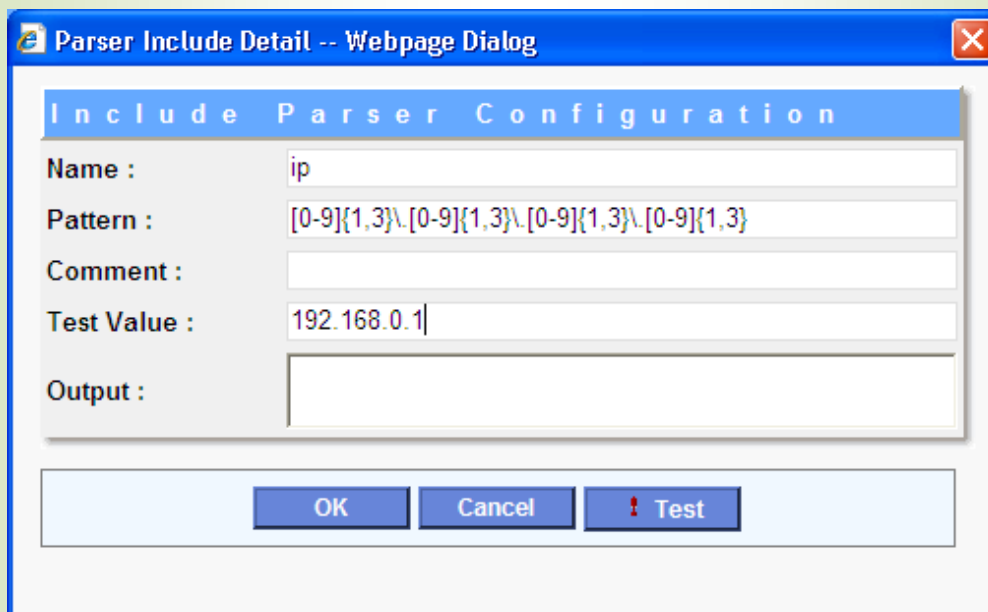 Parser Include Detail -- Webpage Dialog
Include Parser Configuration
Name : ip
Pattern : [0-9]{1,3}\.[0-9]{1,3}\.[0-9]{1,3}\.[0-9]{1,3}
Comment :
Test Value : 192.168.0.1
Output :
OK Cancel Test